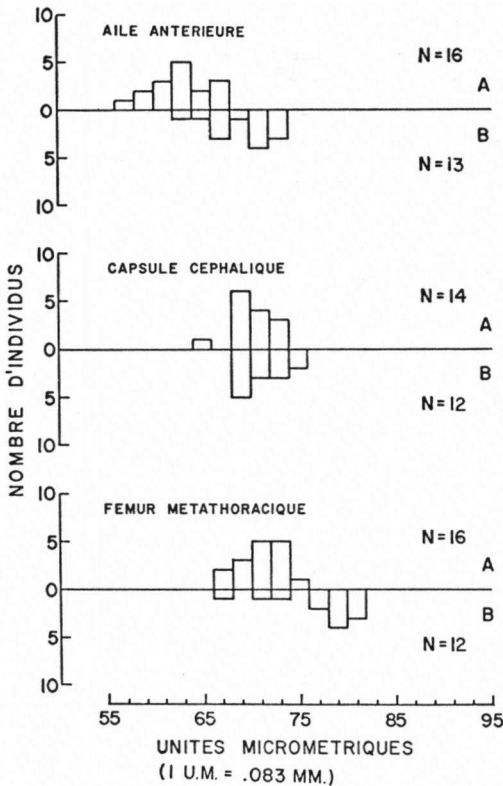 NOMBRE D'INDIVIDUS
10
5
0
5
10
AILE ANTERIEURE
N=16
A
B
N=13
10
5
0
5
10
CAPSULE CEPHALIQUE
N=14
A
B
N=12
10
5
0
5
10
FEMUR METATHORACIQUE
N=16
A
B
N=12
55 65 75 85 95
UNITES MICROMETRIQUES
(1 U.M. = .083 MM.)